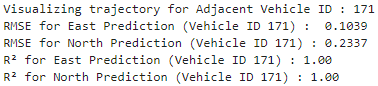 Visualizing trajectory for Adjacent Vehicle ID : 171
RMSE for East Prediction (Vehicle ID 171) :  0.1039
RMSE for North Prediction (Vehicle ID 171) : 0.2337
R² for East Prediction (Vehicle ID 171) : 1.00
R² for North Prediction (Vehicle ID 171) : 1.00